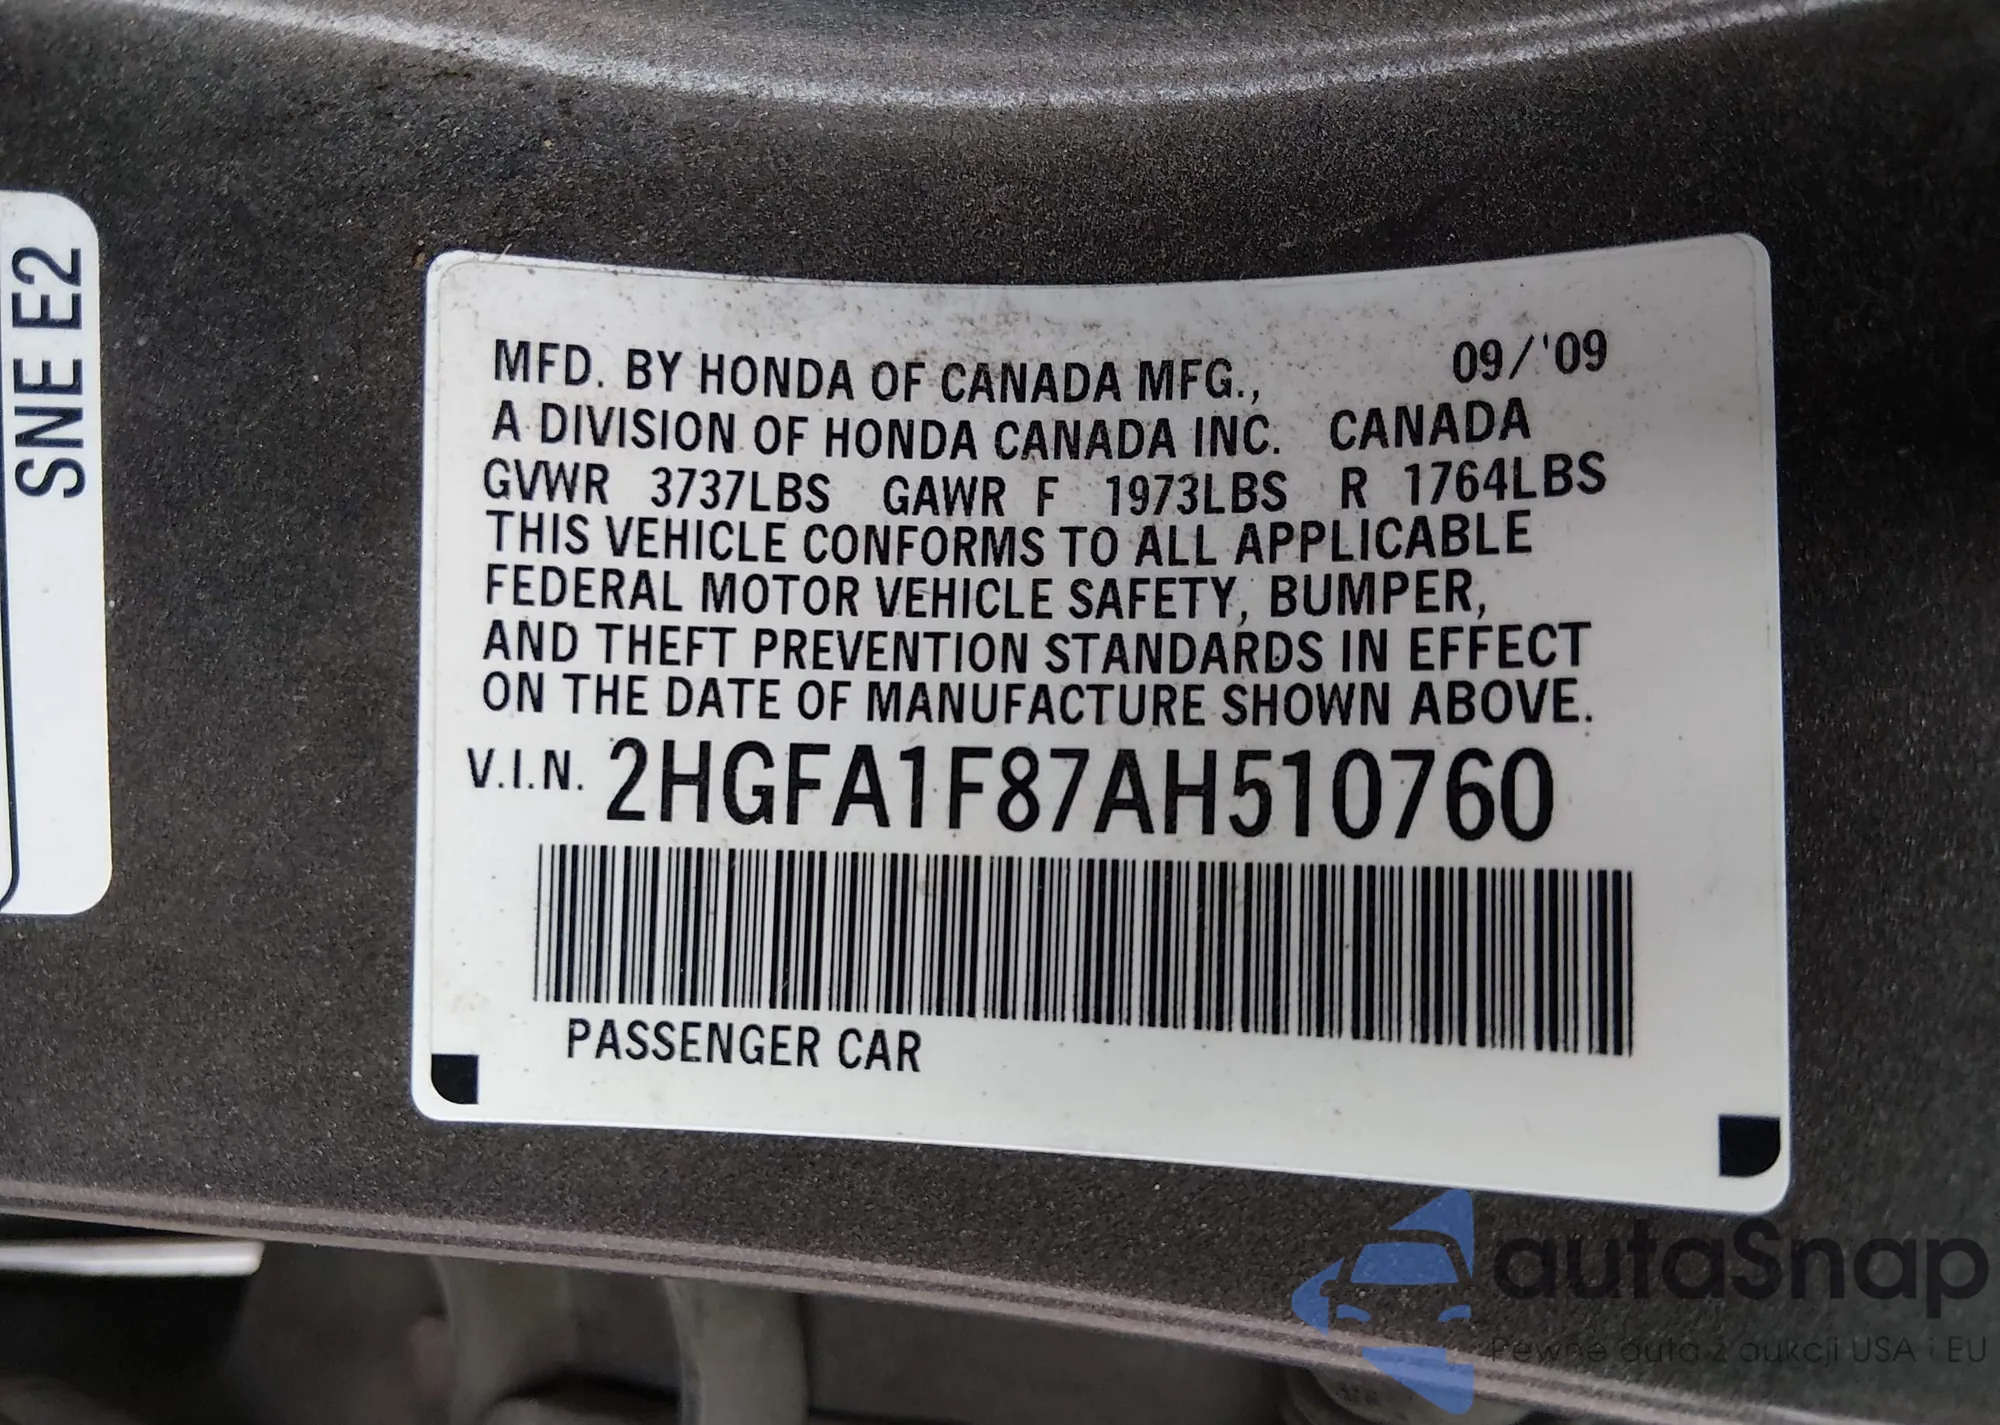 SNE E2
MFD. BY HONDA OF CANADA MFG., 09/'09
A DIVISION OF HONDA CANADA INC. CANADA
GVWR 3737LBS GAWR F 1973LBS R 1764LBS
THIS VEHICLE CONFORMS TO ALL APPLICABLE
FEDERAL MOTOR VEHICLE SAFETY, BUMPER,
AND THEFT PREVENTION STANDARDS IN EFFECT
ON THE DATE OF MANUFACTURE SHOWN ABOVE.
V.I.N. 2HGFA1F87AH510760
PASSENGER CAR
autaSnap
Pewne auta z aukcji USA i EU